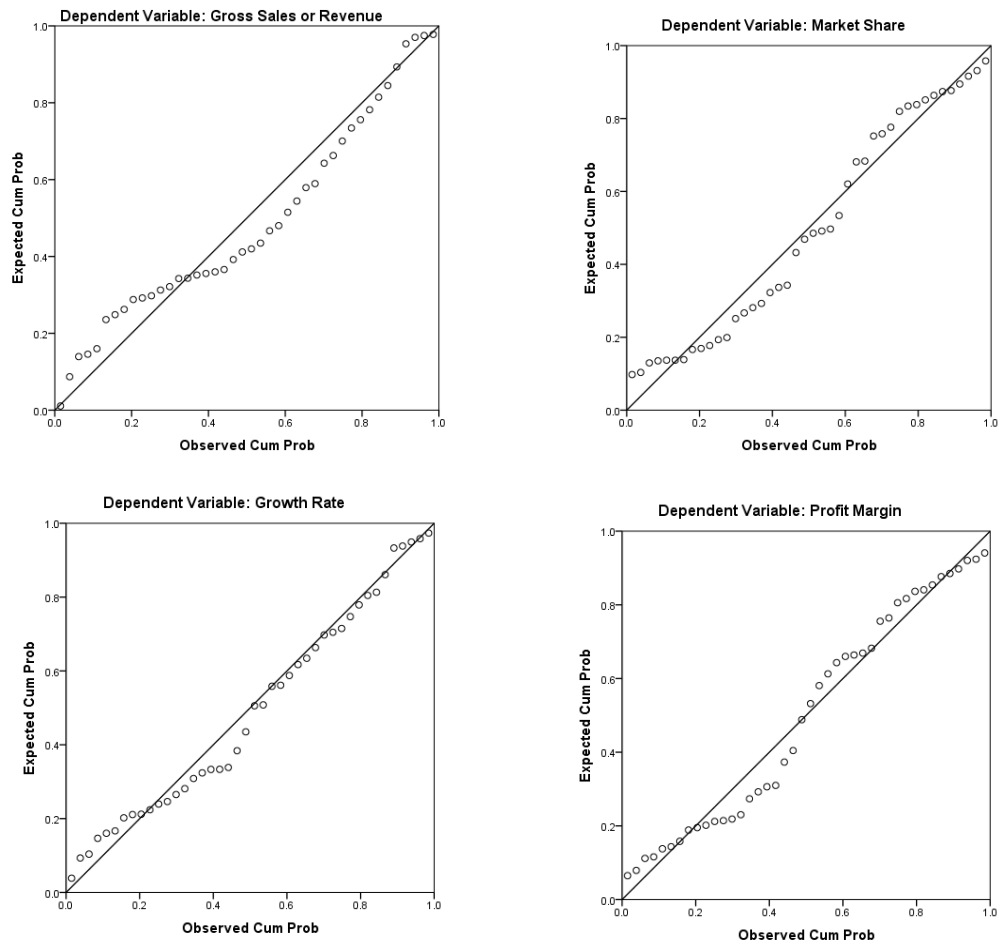 Dependent Variable: Gross Sales or Revenue
1.0
0.8
0.6
0.4
0.2
0.0
Expected Cum Prob
0.0 0.2 0.4 0.6 0.8 1.0
Observed Cum Prob
Dependent Variable: Market Share
1.0
0.8
0.6
0.4
0.2
0.0
Expected Cum Prob
0.0 0.2 0.4 0.6 0.8 1.0
Observed Cum Prob
Dependent Variable: Growth Rate
1.0
0.8
0.6
0.4
0.2
0.0
Expected Cum Prob
0.0 0.2 0.4 0.6 0.8 1.0
Observed Cum Prob
Dependent Variable: Profit Margin
1.0
0.8
0.6
0.4
0.2
0.0
Expected Cum Prob
0.0 0.2 0.4 0.6 0.8 1.0
Observed Cum Prob